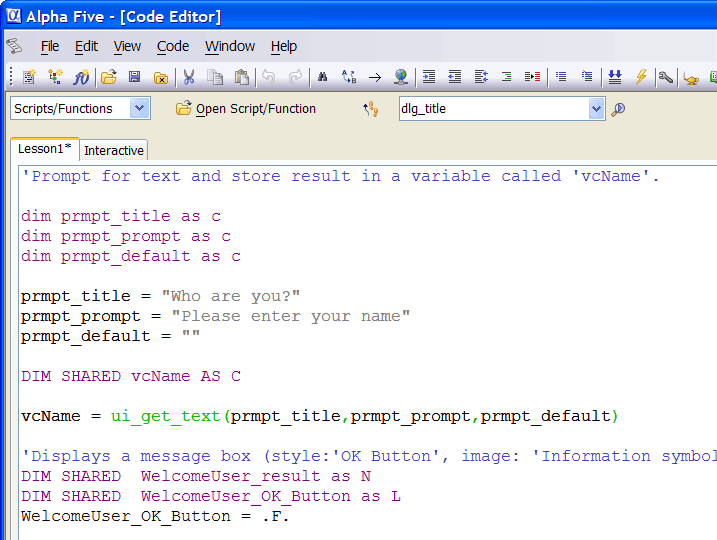 Alpha Five - [Code Editor]
File Edit View Code Window Help
Scripts/Functions Open Script/Function dlg_title
Lesson1* Interactive
'Prompt for text and store result in a variable called 'vcName'.
dim prmpt_title as c
dim prmpt_prompt as c
dim prmpt_default as c
prmpt_title = "Who are you?"
prmpt_prompt = "Please enter your name"
prmpt_default = ""
DIM SHARED vcName AS C
vcName = ui_get_text(prmpt_title,prmpt_prompt,prmpt_default)
'Displays a message box (style:'OK Button', image: 'Information symbol
DIM SHARED  WelcomeUser_result as N
DIM SHARED  WelcomeUser_OK_Button as L
WelcomeUser_OK_Button = .F.